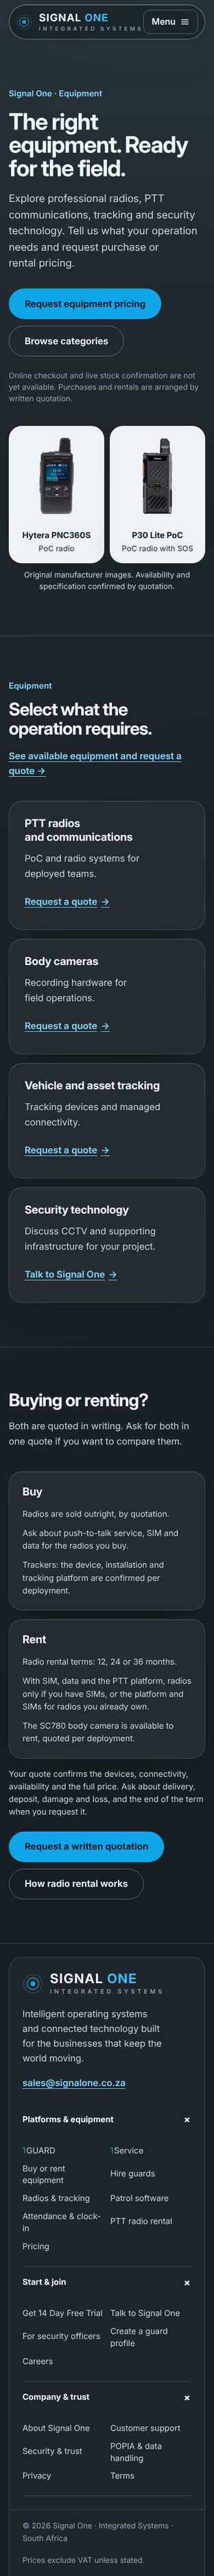 SIGNAL ONE
INTEGRATED SYSTEMS
Menu
Signal One · Equipment
The right
equipment. Ready
for the field.
Explore professional radios, PTT
communications, tracking and security
technology. Tell us what your operation
needs and request purchase or
rental pricing.
Request equipment pricing
Browse categories
Online checkout and live stock confirmation are not
yet available. Purchases and rentals are arranged by
written quotation.
Hytera PNC360S
PoC radio
P30 Lite PoC
PoC radio with SOS
Original manufacturer images. Availability and
specification confirmed by quotation.
Equipment
Select what the
operation requires.
See available equipment and request a
quote →
PTT radios
and communications
PoC and radio systems for
deployed teams.
Request a quote →
Body cameras
Recording hardware for
field operations.
Request a quote →
Vehicle and asset tracking
Tracking devices and managed
connectivity.
Request a quote →
Security technology
Discuss CCTV and supporting
infrastructure for your project.
Talk to Signal One →
Buying or renting?
Both are quoted in writing. Ask for both in
one quote if you want to compare them.
Buy
Radios are sold outright, by quotation.
Ask about push-to-talk service, SIM and
data for the radios you buy.
Trackers: the device, installation and
tracking platform are confirmed per
deployment.
Rent
Radio rental terms: 12, 24 or 36 months.
With SIM, data and the PTT platform, radios
only if you have SIMs, or the platform and
SIMs for radios you already own.
The SC780 body camera is available to
rent, quoted per deployment.
Your quote confirms the devices, connectivity,
availability and the full price. Ask about delivery,
deposit, damage and loss, and the end of the term
when you request it.
Request a written quotation
How radio rental works
SIGNAL ONE
INTEGRATED SYSTEMS
Intelligent operating systems
and connected technology built
for the businesses that keep the
world moving.
sales@signalone.co.za
Platforms & equipment ×
1GUARD
1Service
Buy or rent
equipment
Hire guards
Radios & tracking
Patrol software
Attendance & clock-
in
PTT radio rental
Pricing
Start & join ×
Get 14 Day Free Trial
Talk to Signal One
For security officers
Create a guard
profile
Careers
Company & trust ×
About Signal One
Customer support
Security & trust
POPIA & data
handling
Privacy
Terms
© 2026 Signal One · Integrated Systems ·
South Africa
Prices exclude VAT unless stated.